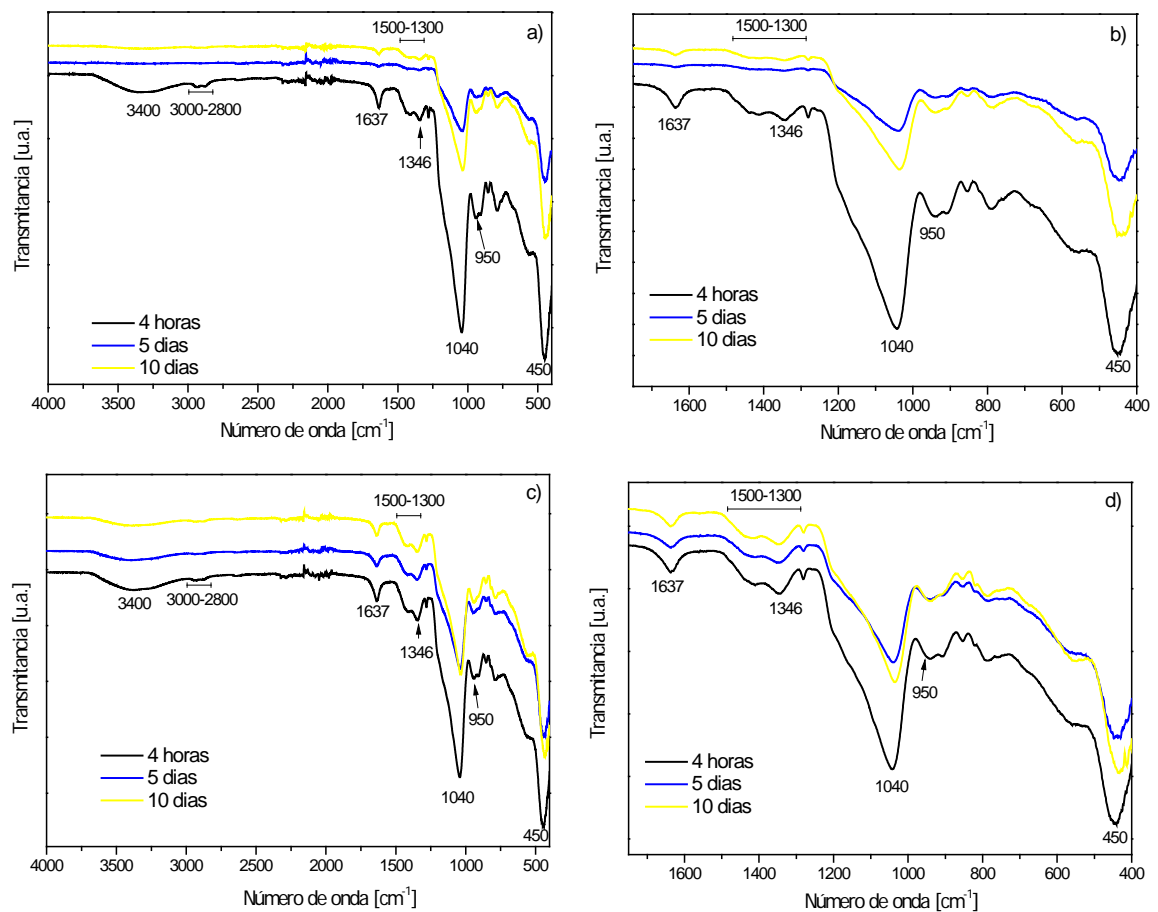 1500-1300
a)
3400
3000-2800
1637
1346
950
1040
450
Transmitancia [u.a.]
4 horas
5 dias
10 dias
4000 3500 3000 2500 2000 1500 1000 500
Número de onda [cm-1]
1500-1300
b)
1637
1346
950
1040
450
Transmitancia [u.a.]
4 horas
5 dias
10 dias
1600 1400 1200 1000 800 600 400
Número de onda [cm-1]
1500-1300
c)
3400
3000-2800
1637
1346
950
1040
450
Transmitancia [u.a.]
4 horas
5 dias
10 dias
4000 3500 3000 2500 2000 1500 1000 500
Número de onda [cm-1]
1500-1300
d)
1637
1346
950
1040
450
Transmitancia [u.a.]
4 horas
5 dias
10 dias
1600 1400 1200 1000 800 600 400
Número de onda [cm-1]